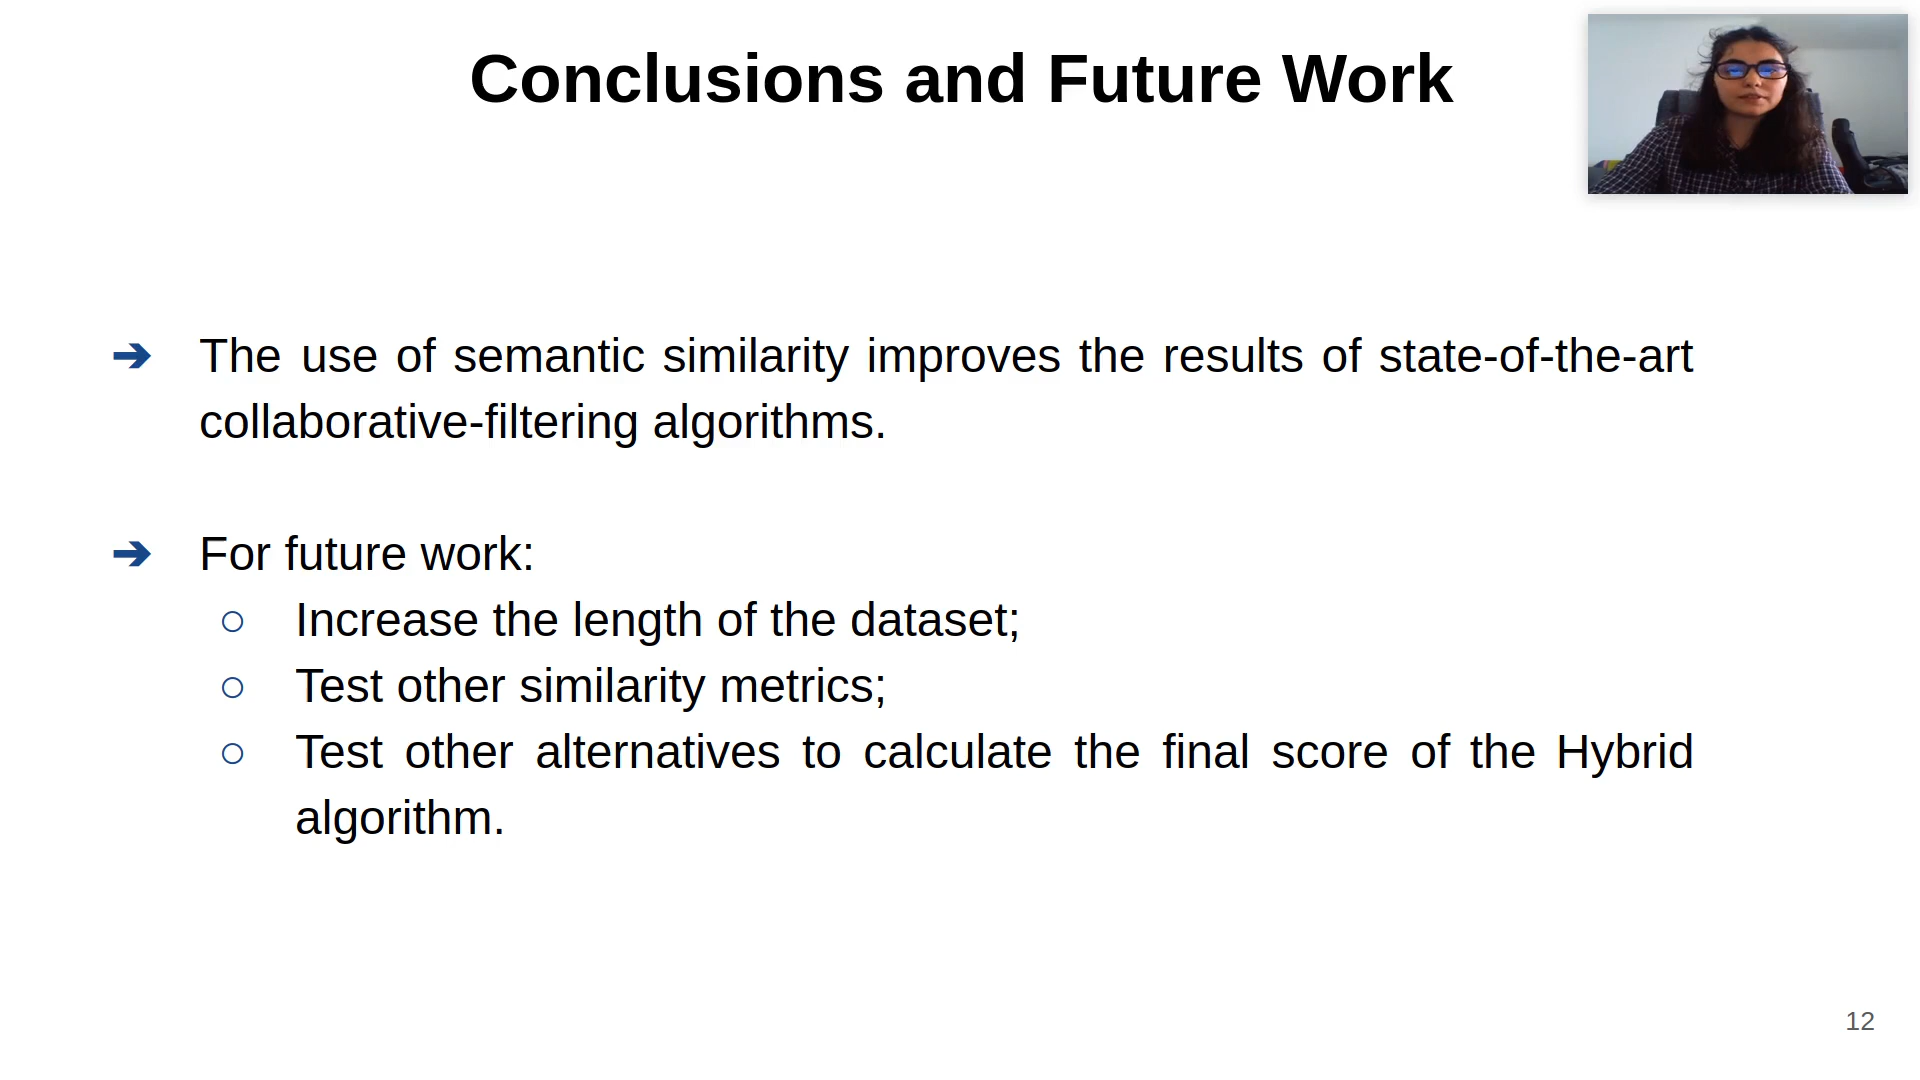 Conclusions and Future Work
➔ The use of semantic similarity improves the results of state-of-the-art
collaborative-filtering algorithms.
➔ For future work:
○ Increase the length of the dataset;
○ Test other similarity metrics;
○ Test other alternatives to calculate the final score of the Hybrid
algorithm.
12